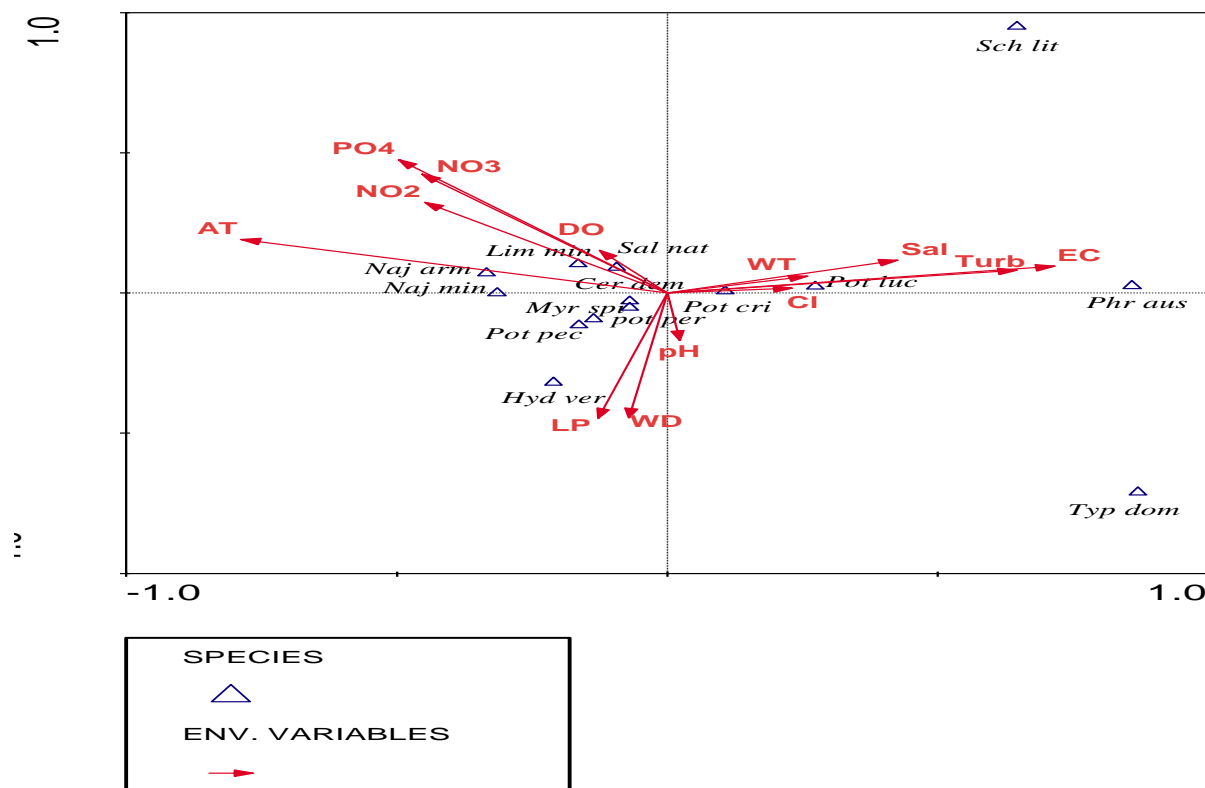 1.0
Sch lit
PO4
NO3
NO2
AT
DO
Lim min
Sal nat
Sal
Turb
EC
WT
Naj arm
Cer dem
Pot luc
Naj min
Myr spi
pot per
Pot cri
CI
Phr aus
Pot pec
pH
Hyd ver
LP
WD
Typ dom
-1.0
1.0
SPECIES
ENV. VARIABLES